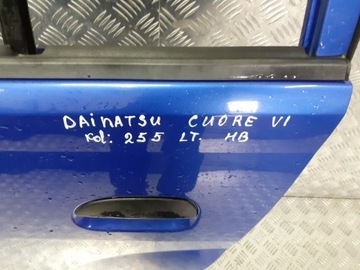 DAiHATSU CUORE VI
kol: 255 LT. HB